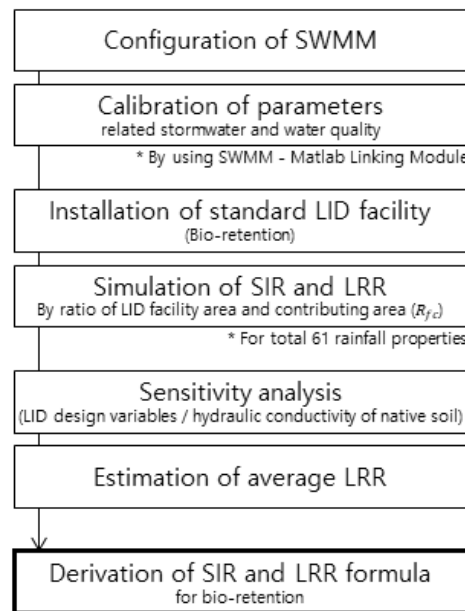 Configuration of SWMM
Calibration of parameters
related stormwater and water quality
* By using SWMM - Matlab Linking Module
Installation of standard LID facility
(Bio-retention)
Simulation of SIR and LRR
By ratio of LID facility area and contributing area (R_fc)
* For total 61 rainfall properties
Sensitivity analysis
(LID design variables / hydraulic conductivity of native soil)
Estimation of average LRR
Derivation of SIR and LRR formula
for bio-retention